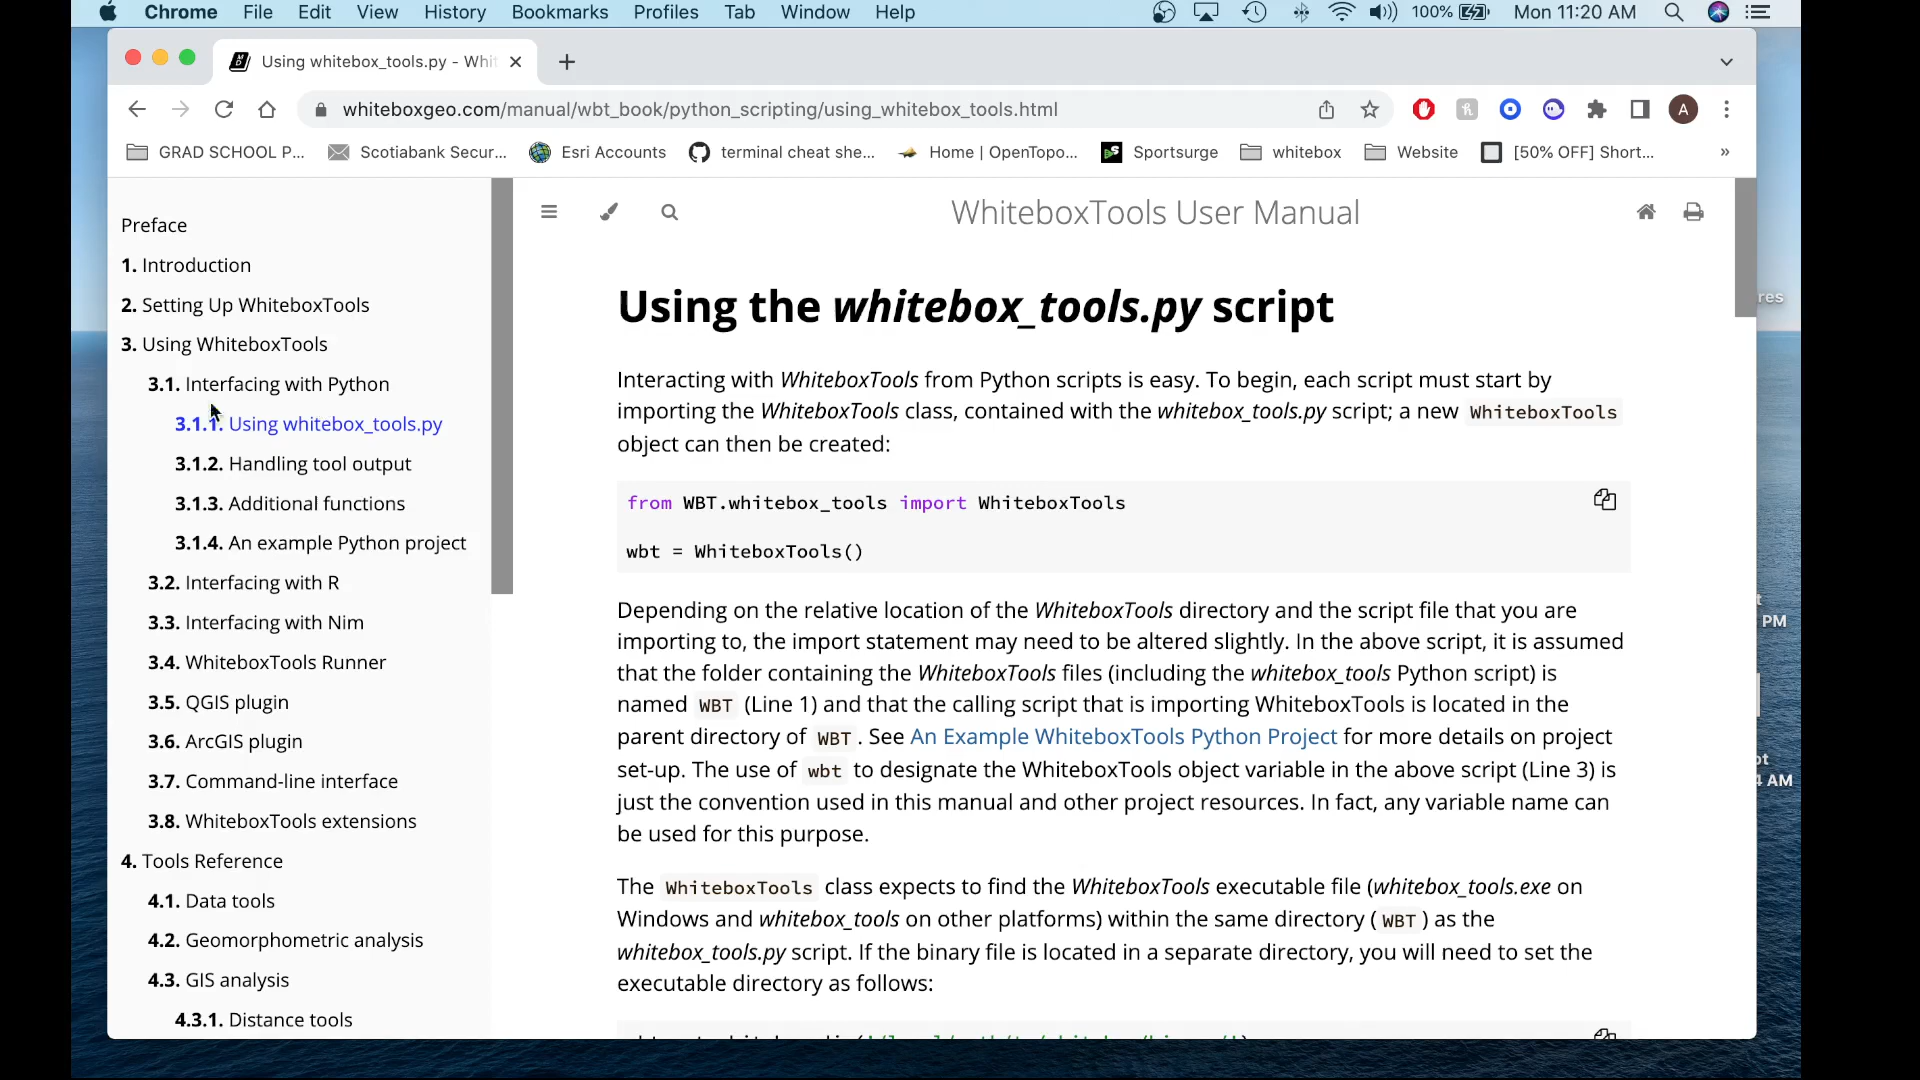 Chrome File Edit View History Bookmarks Profiles Tab Window Help 100% Mon 11:20 AM
Using whitebox_tools.py - Whit
whiteboxgeo.com/manual/wbt_book/python_scripting/using_whitebox_tools.html A
GRAD SCHOOL P... Scotiabank Secur... Esri Accounts terminal cheat she... Home | OpenTopo... Sportsurge whitebox Website [50% OFF] Short... »
Preface
1. Introduction
2. Setting Up WhiteboxTools
3. Using WhiteboxTools
3.1. Interfacing with Python
3.1.1. Using whitebox_tools.py
3.1.2. Handling tool output
3.1.3. Additional functions
3.1.4. An example Python project
3.2. Interfacing with R
3.3. Interfacing with Nim
3.4. WhiteboxTools Runner
3.5. QGIS plugin
3.6. ArcGIS plugin
3.7. Command-line interface
3.8. WhiteboxTools extensions
4. Tools Reference
4.1. Data tools
4.2. Geomorphometric analysis
4.3. GIS analysis
4.3.1. Distance tools
WhiteboxTools User Manual
Using the whitebox_tools.py script
Interacting with WhiteboxTools from Python scripts is easy. To begin, each script must start by
importing the WhiteboxTools class, contained with the whitebox_tools.py script; a new WhiteboxTools
object can then be created:
from WBT.whitebox_tools import WhiteboxTools
wbt = WhiteboxTools()
Depending on the relative location of the WhiteboxTools directory and the script file that you are
importing to, the import statement may need to be altered slightly. In the above script, it is assumed
that the folder containing the WhiteboxTools files (including the whitebox_tools Python script) is
named WBT (Line 1) and that the calling script that is importing WhiteboxTools is located in the
parent directory of WBT . See An Example WhiteboxTools Python Project for more details on project
set-up. The use of wbt to designate the WhiteboxTools object variable in the above script (Line 3) is
just the convention used in this manual and other project resources. In fact, any variable name can
be used for this purpose.
The WhiteboxTools class expects to find the WhiteboxTools executable file (whitebox_tools.exe on
Windows and whitebox_tools on other platforms) within the same directory ( WBT ) as the
whitebox_tools.py script. If the binary file is located in a separate directory, you will need to set the
executable directory as follows:
res
PM
AM